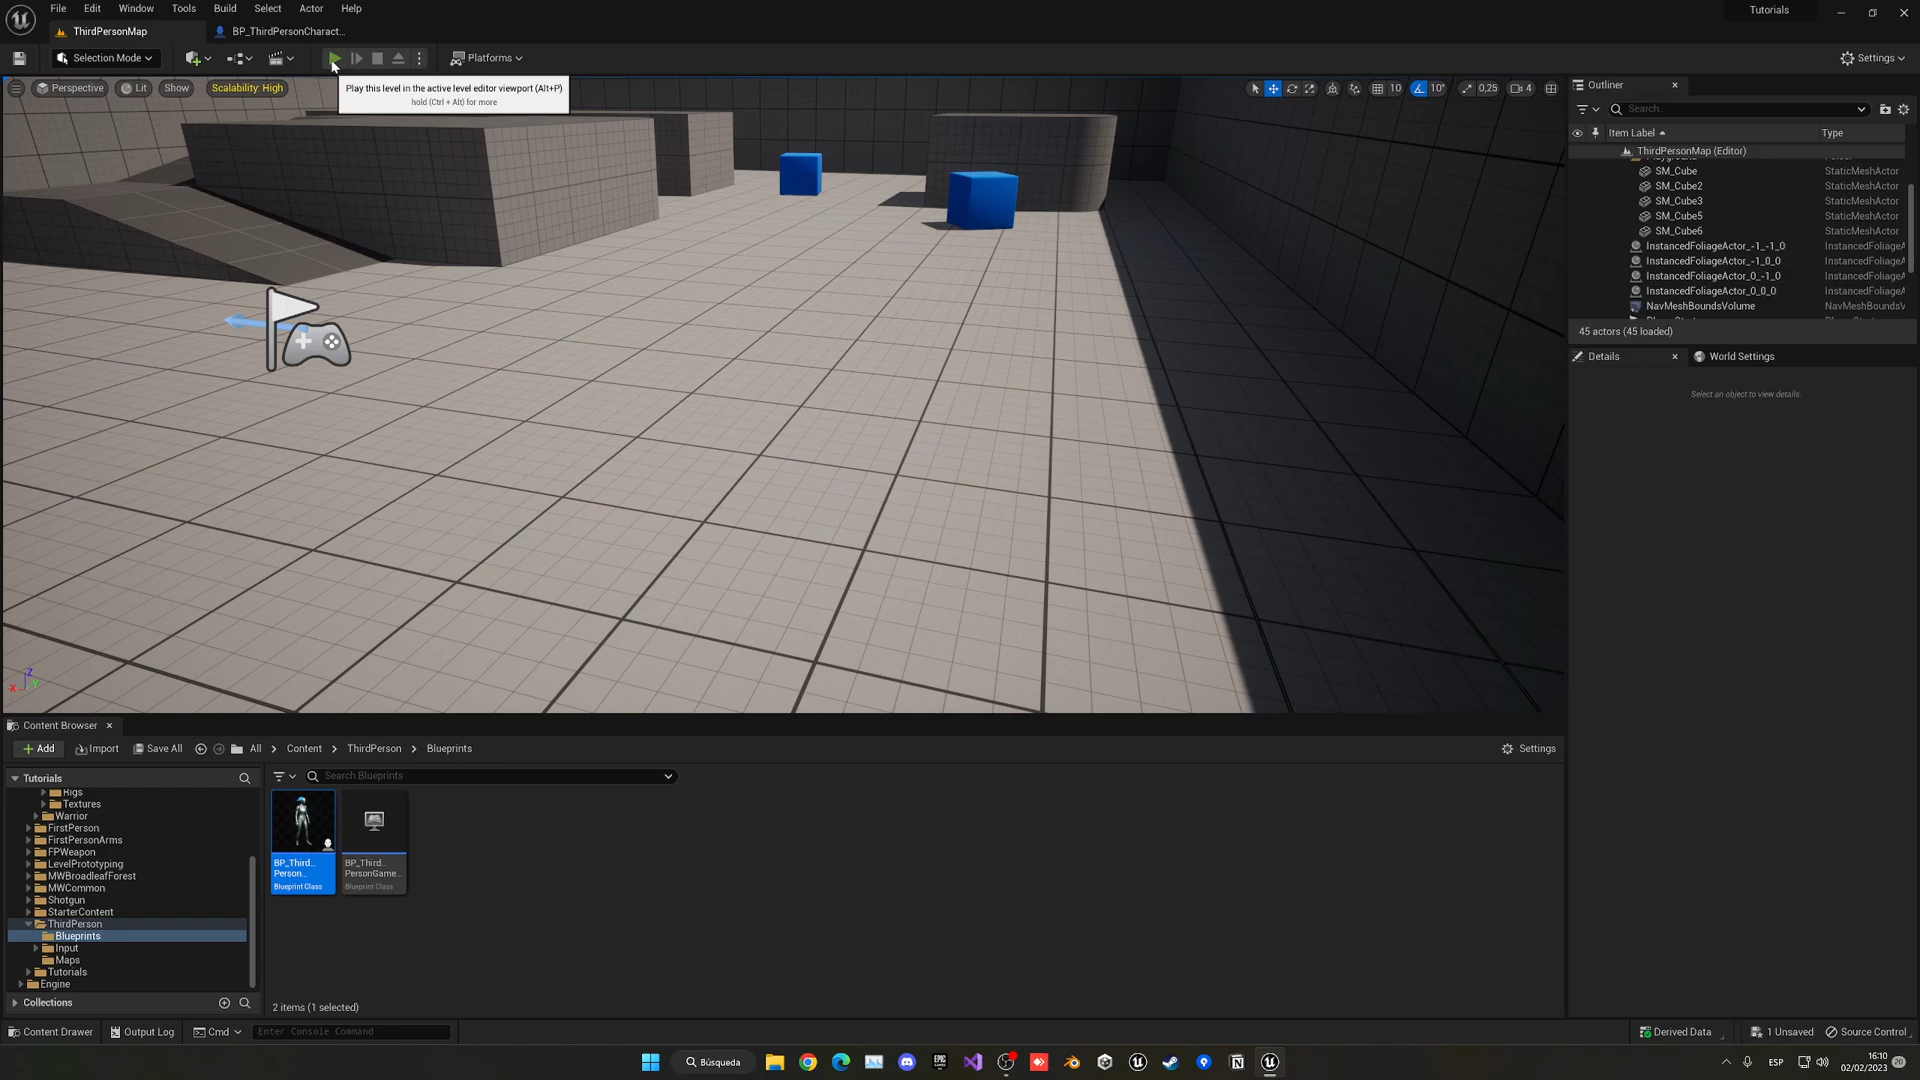 File Edit Window Tools Build Select Actor Help
Tutorials
ThirdPersonMap
BP_ThirdPersonCharact...
Selection Mode
Platforms
Settings
Perspective
Lit
Show
Scalability: High
Play this level in the active level editor viewport (Alt+P)
hold (Ctrl + Alt) for more
10
10°
0,25
4
Outliner
Search...
Item Label
Type
ThirdPersonMap (Editor)
SM_Cube StaticMeshActor
SM_Cube2 StaticMeshActor
SM_Cube3 StaticMeshActor
SM_Cube5 StaticMeshActor
SM_Cube6 StaticMeshActor
InstancedFoliageActor_-1_-1_0 InstancedFoliageA
InstancedFoliageActor_-1_0_0 InstancedFoliageA
InstancedFoliageActor_0_-1_0 InstancedFoliageA
InstancedFoliageActor_0_0_0 InstancedFoliageA
NavMeshBoundsVolume NavMeshBoundsV
45 actors (45 loaded)
Details
World Settings
Select an object to view details.
Z
X
Y
Content Browser
Add
Import
Save All
All > Content > ThirdPerson > Blueprints
Settings
Tutorials
Search Blueprints
Rigs
Textures
Warrior
FirstPerson
FirstPersonArms
FPWeapon
LevelPrototyping
MWBroadleafForest
MWCommon
Shotgun
StarterContent
ThirdPerson
Blueprints
Input
Maps
Tutorials
Engine
Collections
BP_Third...
Person...
Blueprint Class
BP_Third...
PersonGame...
Blueprint Class
2 items (1 selected)
Content Drawer
Output Log
Cmd
Enter Console Command
Derived Data
1 Unsaved
Source Control
Búsqueda
ESP
16:10
02/02/2023
20